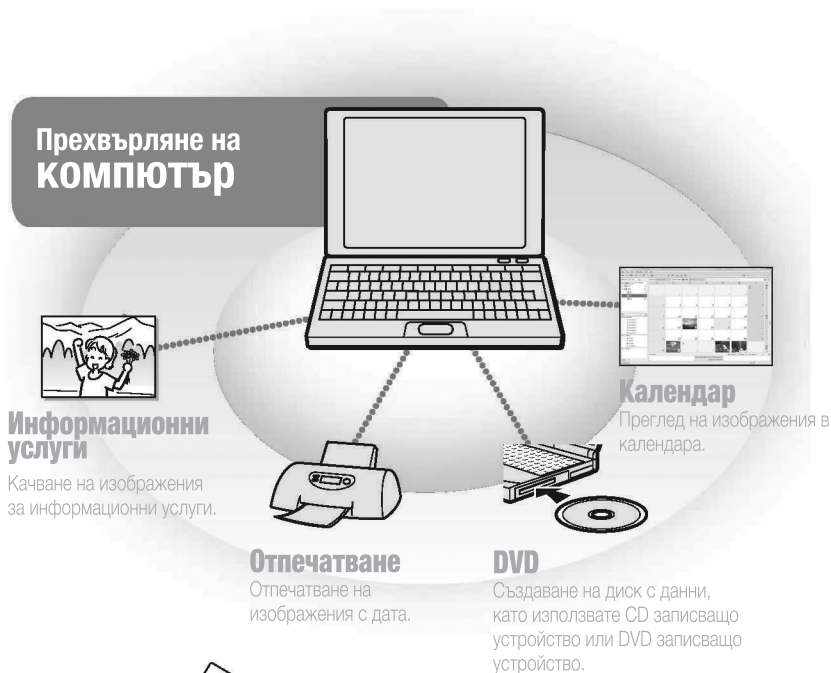 Прехвърляне на
компютър
Информационни
услуги
Качване на изображения
за информационни услуги.
Календар
Преглед на изображения в
календара.
Отпечатване
Отпечатване на
изображения с дата.
DVD
Създаване на диск с данни,
като използвате CD записващо
устройство или DVD записващо
устройство.